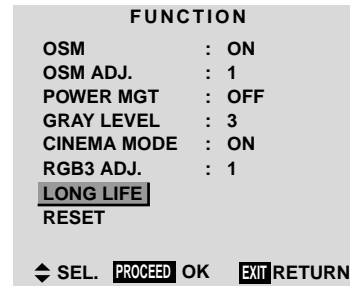 FUNCTION
OSM : ON
OSM ADJ. : 1
POWER MGT : OFF
GRAY LEVEL : 3
CINEMA MODE : ON
RGB3 ADJ. : 1
LONG LIFE
RESET
SEL. PROCEED OK EXIT RETURN